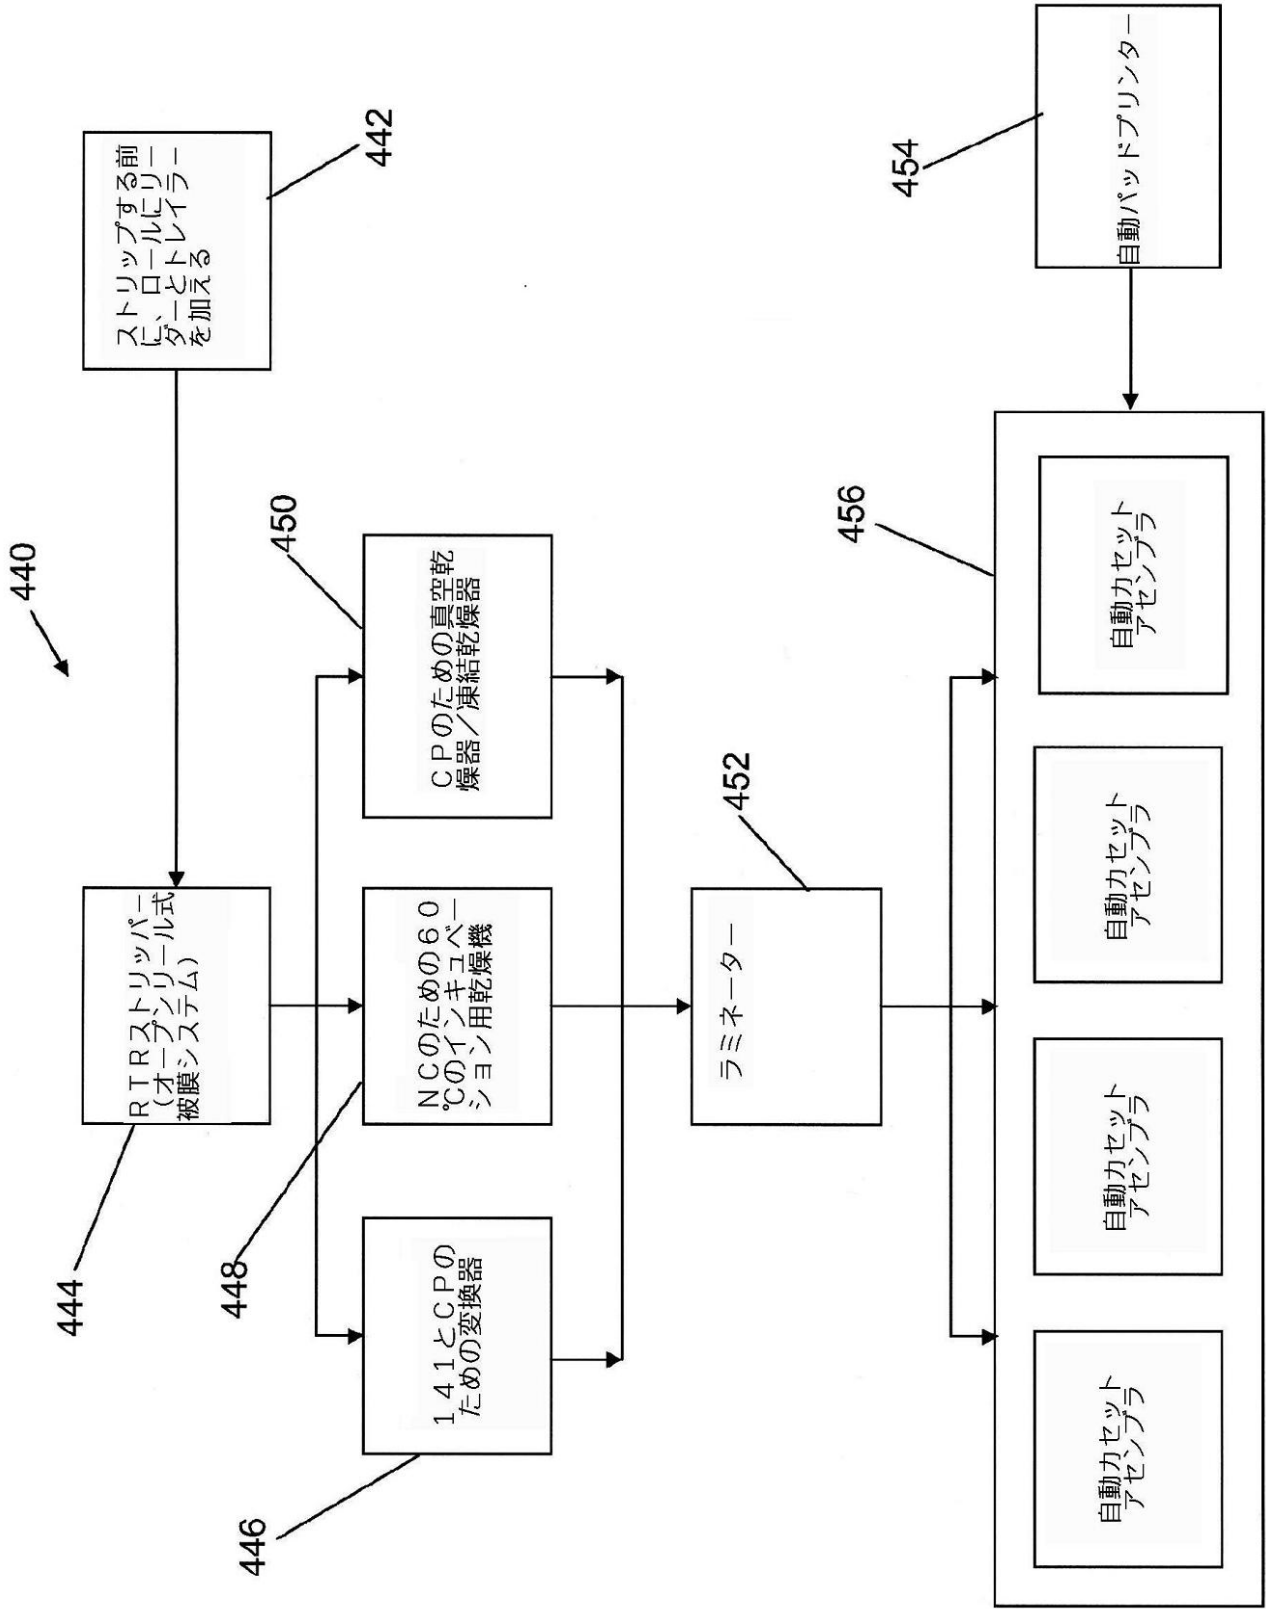 440
ストリップする前
に、ロールにリー
ダーとトレイラー
を加える
442
RTRストリッパー
(オープンリール式
被膜システム)
444
141とCPの
ための変換器
446
NCのための60
℃のインキュベー
ション用乾燥機
448
CPのための真空乾
燥器/凍結乾燥器
450
ラミネーター
452
自動パッドプリンター
454
自動カセット
アセンブラ
自動カセット
アセンブラ
自動カセット
アセンブラ
自動カセット
アセンブラ
456